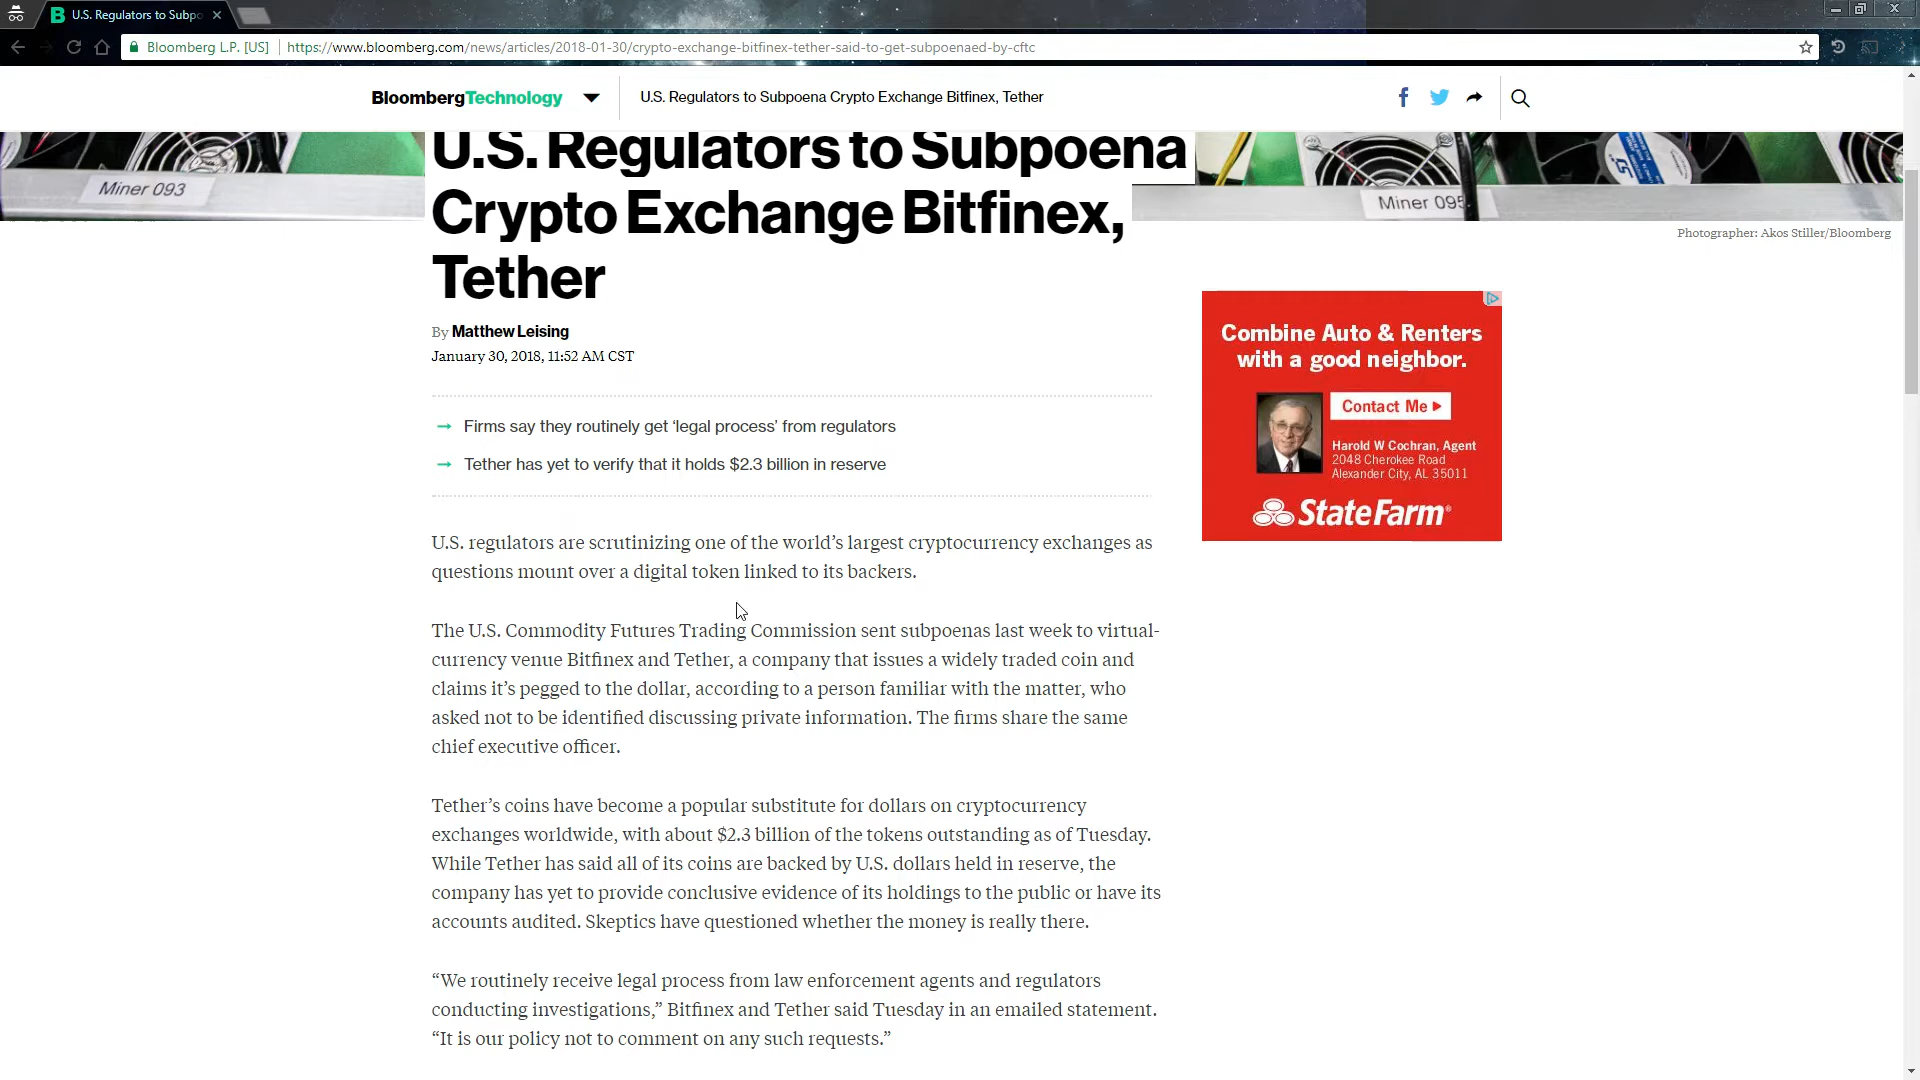 U.S. Regulators to Subpo
Bloomberg L.P. [US]
https://www.bloomberg.com/news/articles/2018-01-30/crypto-exchange-bitfinex-tether-said-to-get-subpoenaed-by-cftc
BloombergTechnology
U.S. Regulators to Subpoena Crypto Exchange Bitfinex, Tether
Miner 093
Miner 095
U.S. Regulators to Subpoena
Crypto Exchange Bitfinex,
Tether
Photographer: Akos Stiller/Bloomberg
By Matthew Leising
January 30, 2018, 11:52 AM CST
→ Firms say they routinely get ‘legal process’ from regulators
→ Tether has yet to verify that it holds $2.3 billion in reserve
U.S. regulators are scrutinizing one of the world’s largest cryptocurrency exchanges as
questions mount over a digital token linked to its backers.
The U.S. Commodity Futures Trading Commission sent subpoenas last week to virtual-
currency venue Bitfinex and Tether, a company that issues a widely traded coin and
claims it’s pegged to the dollar, according to a person familiar with the matter, who
asked not to be identified discussing private information. The firms share the same
chief executive officer.
Tether’s coins have become a popular substitute for dollars on cryptocurrency
exchanges worldwide, with about $2.3 billion of the tokens outstanding as of Tuesday.
While Tether has said all of its coins are backed by U.S. dollars held in reserve, the
company has yet to provide conclusive evidence of its holdings to the public or have its
accounts audited. Skeptics have questioned whether the money is really there.
“We routinely receive legal process from law enforcement agents and regulators
conducting investigations,” Bitfinex and Tether said Tuesday in an emailed statement.
“It is our policy not to comment on any such requests.”
Combine Auto & Renters
with a good neighbor.
Contact Me
Harold W Cochran, Agent
2048 Cherokee Road
Alexander City, AL 35011
StateFarm®